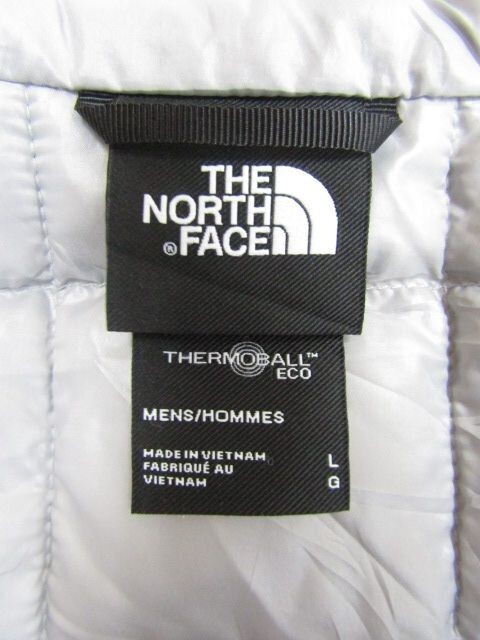 THE
NORTH
® FACE
THERMOBALL™
ECO
MENS/HOMMES
MADE IN VIETNAM
FABRIQUÉ AU
VIETNAM
L
G